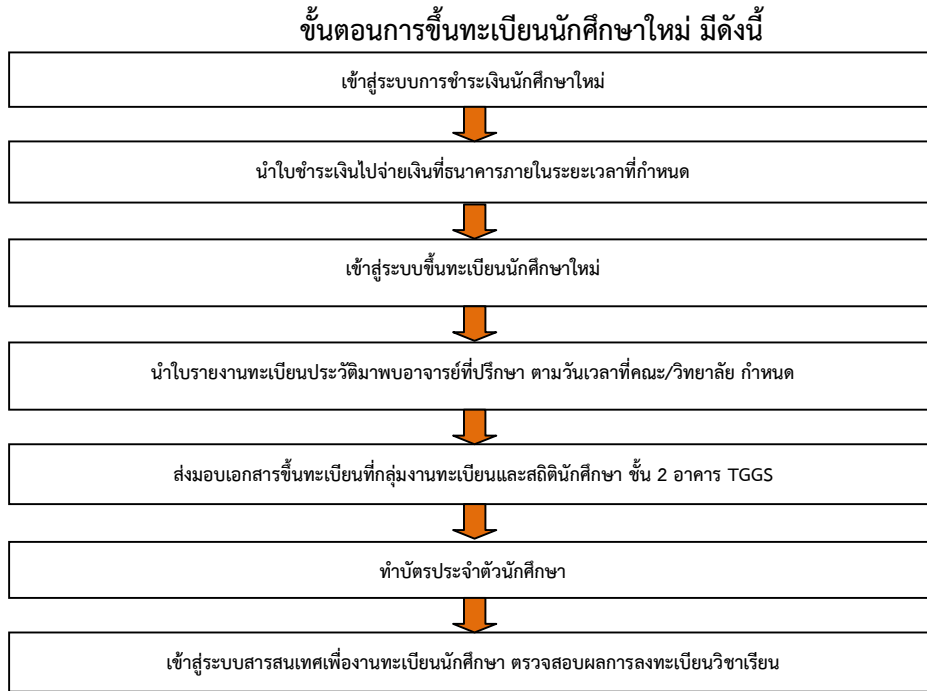 ขั้นตอนการขึ้นทะเบียนนักศึกษาใหม่ มีดังนี้
เข้าสู่ระบบการชำระเงินนักศึกษาใหม่
นำใบชำระเงินไปจ่ายเงินที่ธนาคารภายในระยะเวลาที่กำหนด
เข้าสู่ระบบขึ้นทะเบียนนักศึกษาใหม่
นำใบรายงานทะเบียนประวัติมาพบอาจารย์ที่ปรึกษา ตามวันเวลาที่คณะ/วิทยาลัย กำหนด
ส่งมอบเอกสารขึ้นทะเบียนที่กลุ่มงานทะเบียนและสถิตินักศึกษา ชั้น 2 อาคาร TGGS
ทำบัตรประจำตัวนักศึกษา
เข้าสู่ระบบสารสนเทศเพื่องานทะเบียนนักศึกษา ตรวจสอบผลการลงทะเบียนวิชาเรียน